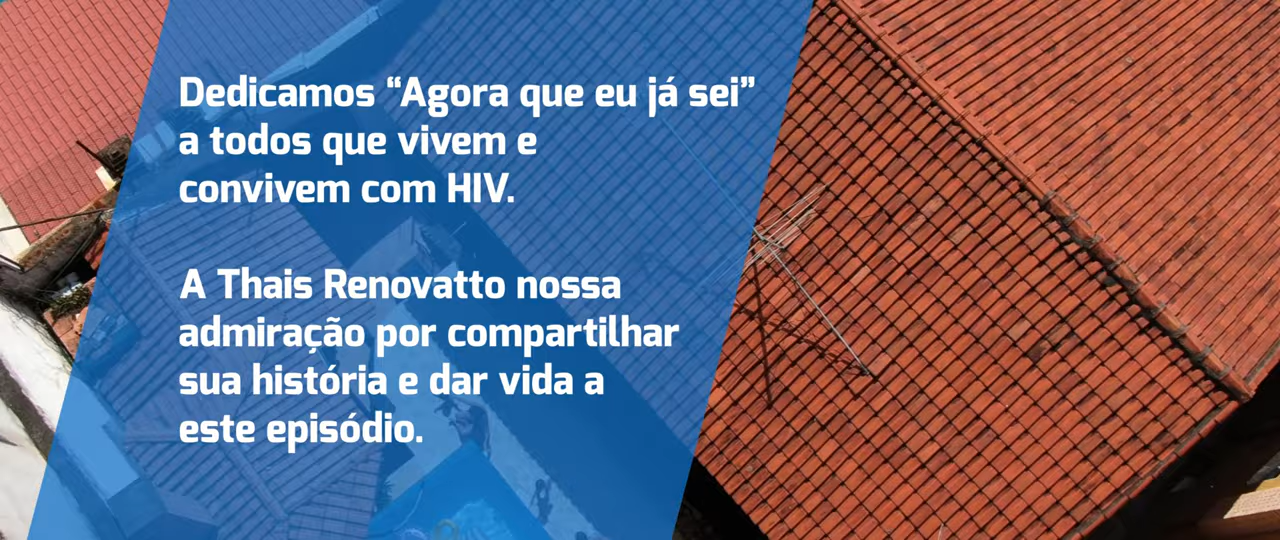 Dedicamos “Agora que eu já sei”
a todos que vivem e
convivem com HIV.
A Thais Renovatto nossa
admiração por compartilhar
sua história e dar vida a
este episódio.